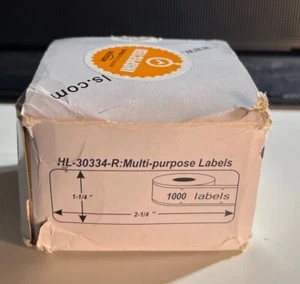 ls.com
HL-30334-R:Multi-purpose Labels
1-1/4 "
1000 labels
2-1/4 "